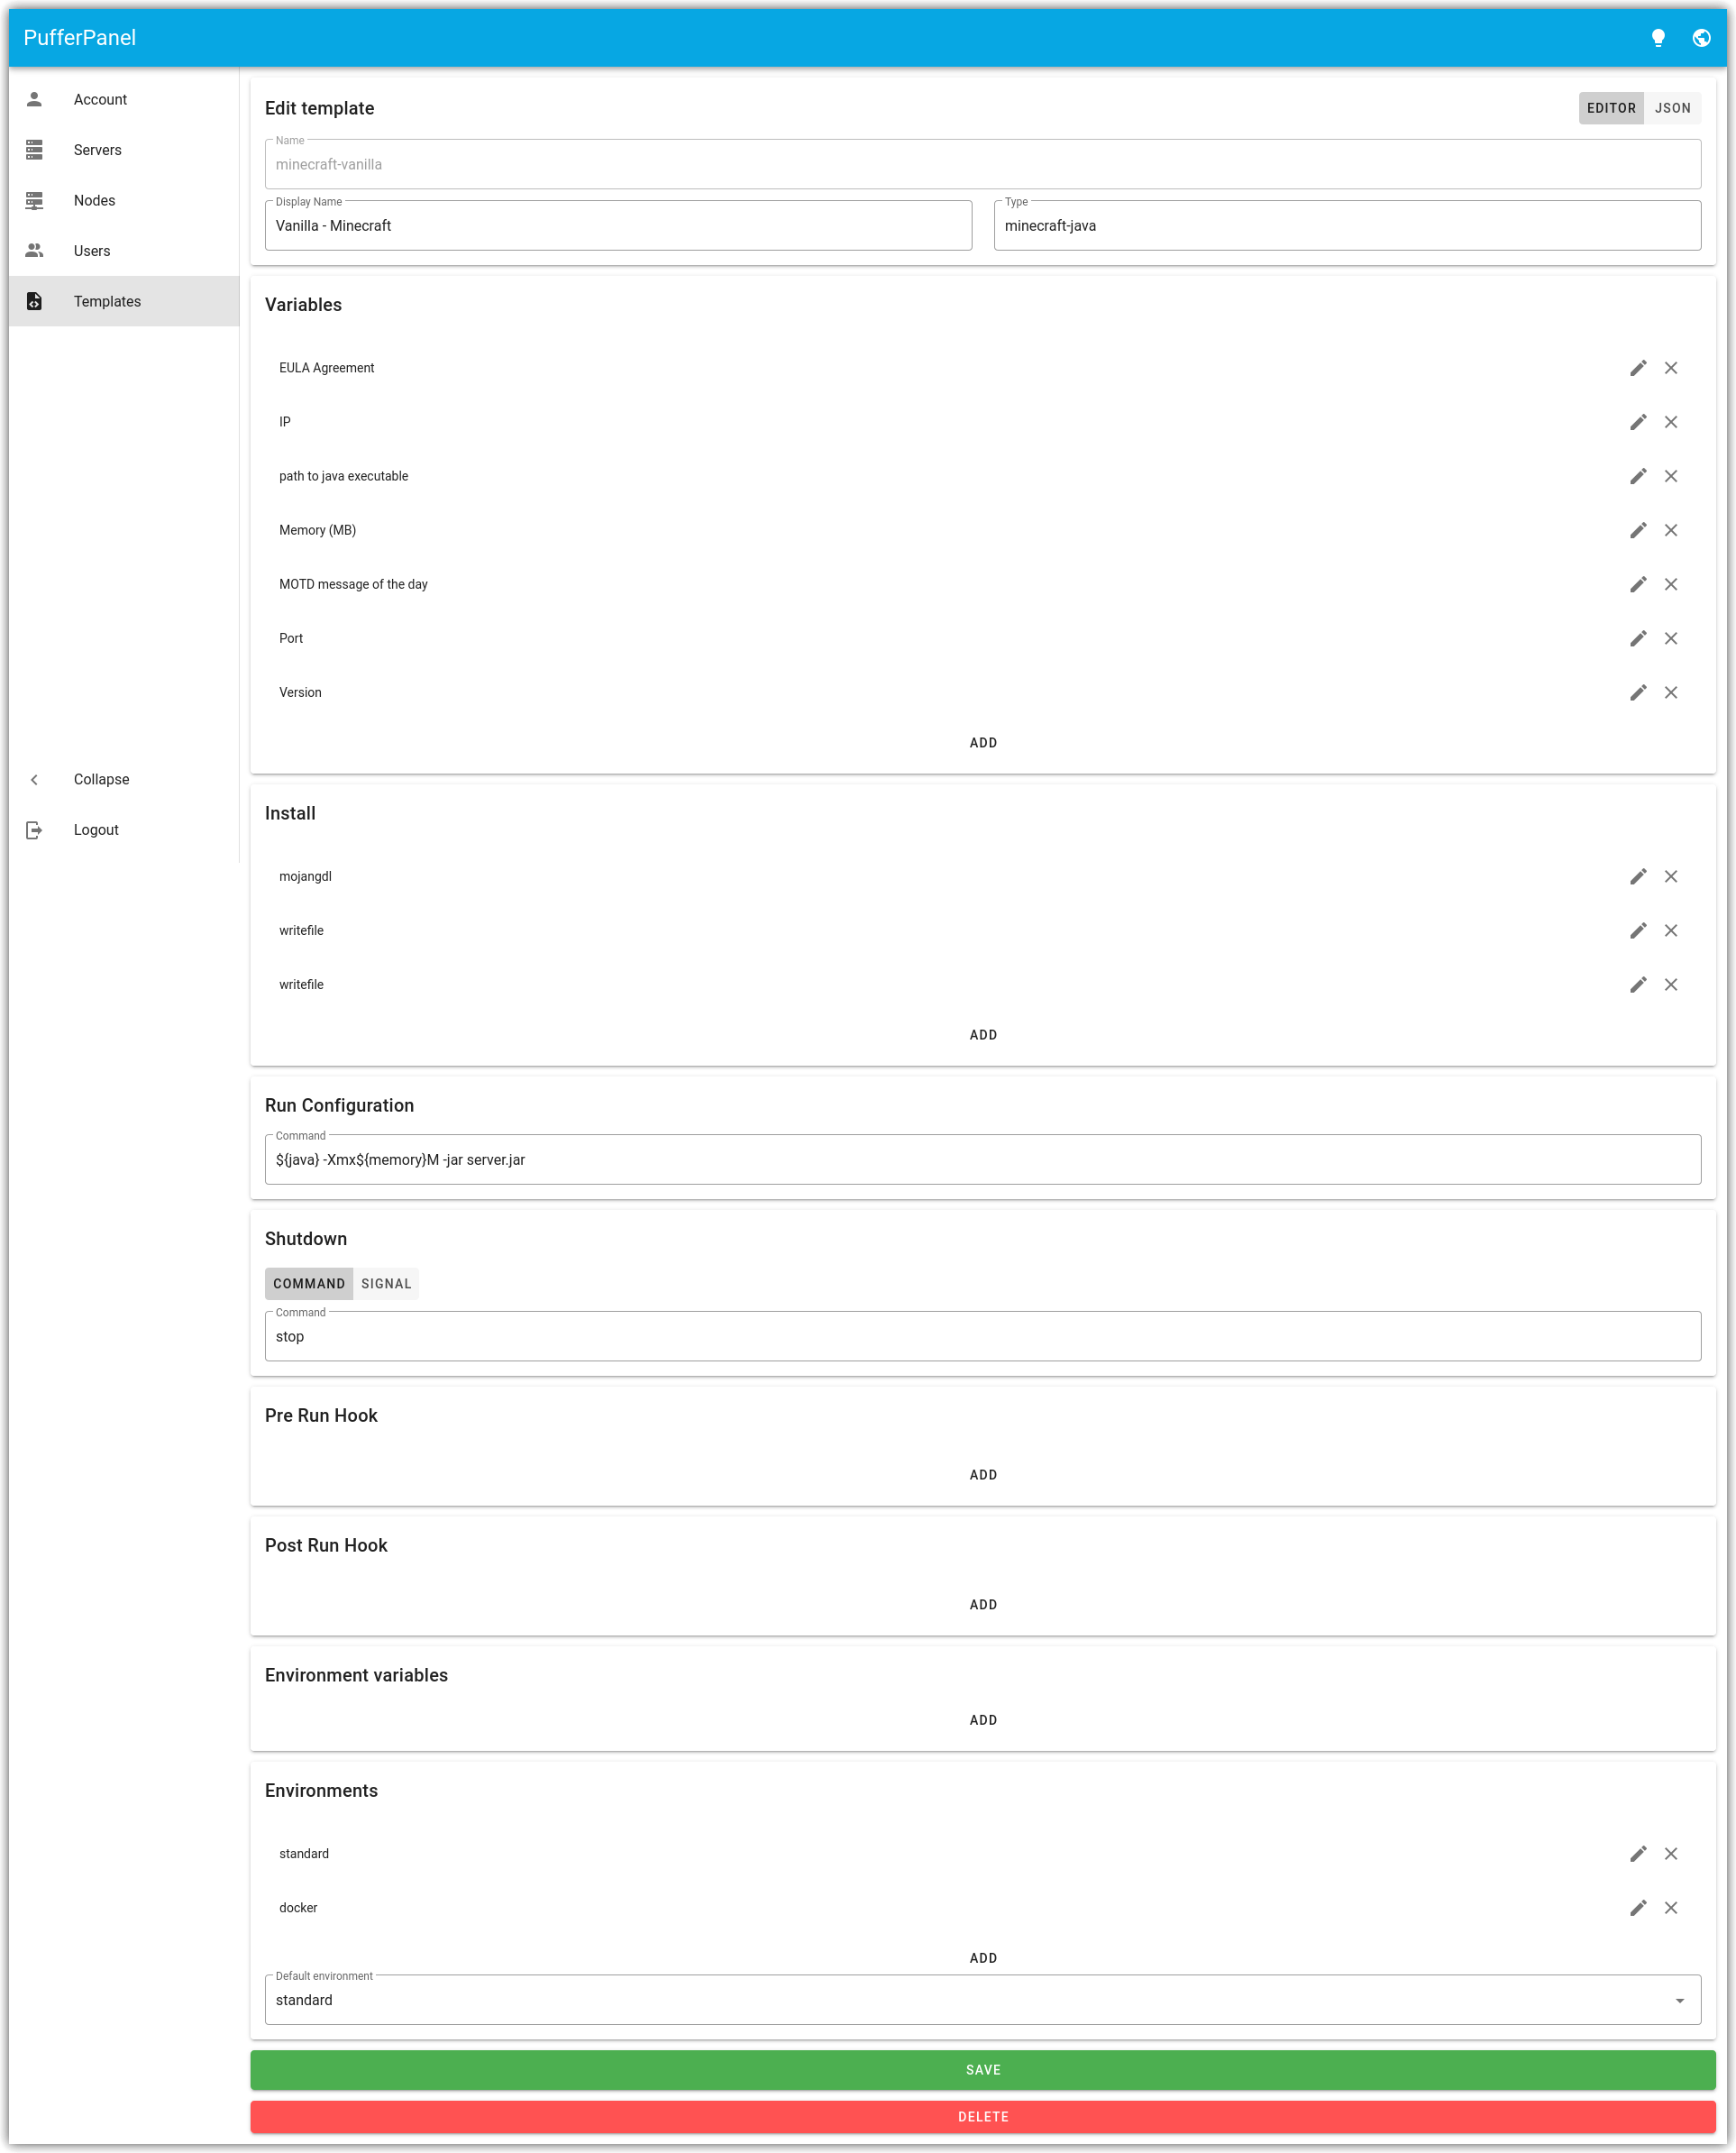 PufferPanel
Account
Servers
Nodes
Users
Templates
Collapse
Logout
Edit template
EDITOR JSON
Name
minecraft-vanilla
Display Name
Vanilla - Minecraft
Type
minecraft-java
Variables
EULA Agreement
IP
path to java executable
Memory (MB)
MOTD message of the day
Port
Version
ADD
Install
mojangdl
writefile
writefile
ADD
Run Configuration
Command
${java} -Xmx${memory}M -jar server.jar
Shutdown
COMMAND SIGNAL
Command
stop
Pre Run Hook
ADD
Post Run Hook
ADD
Environment variables
ADD
Environments
standard
docker
ADD
Default environment
standard
SAVE
DELETE